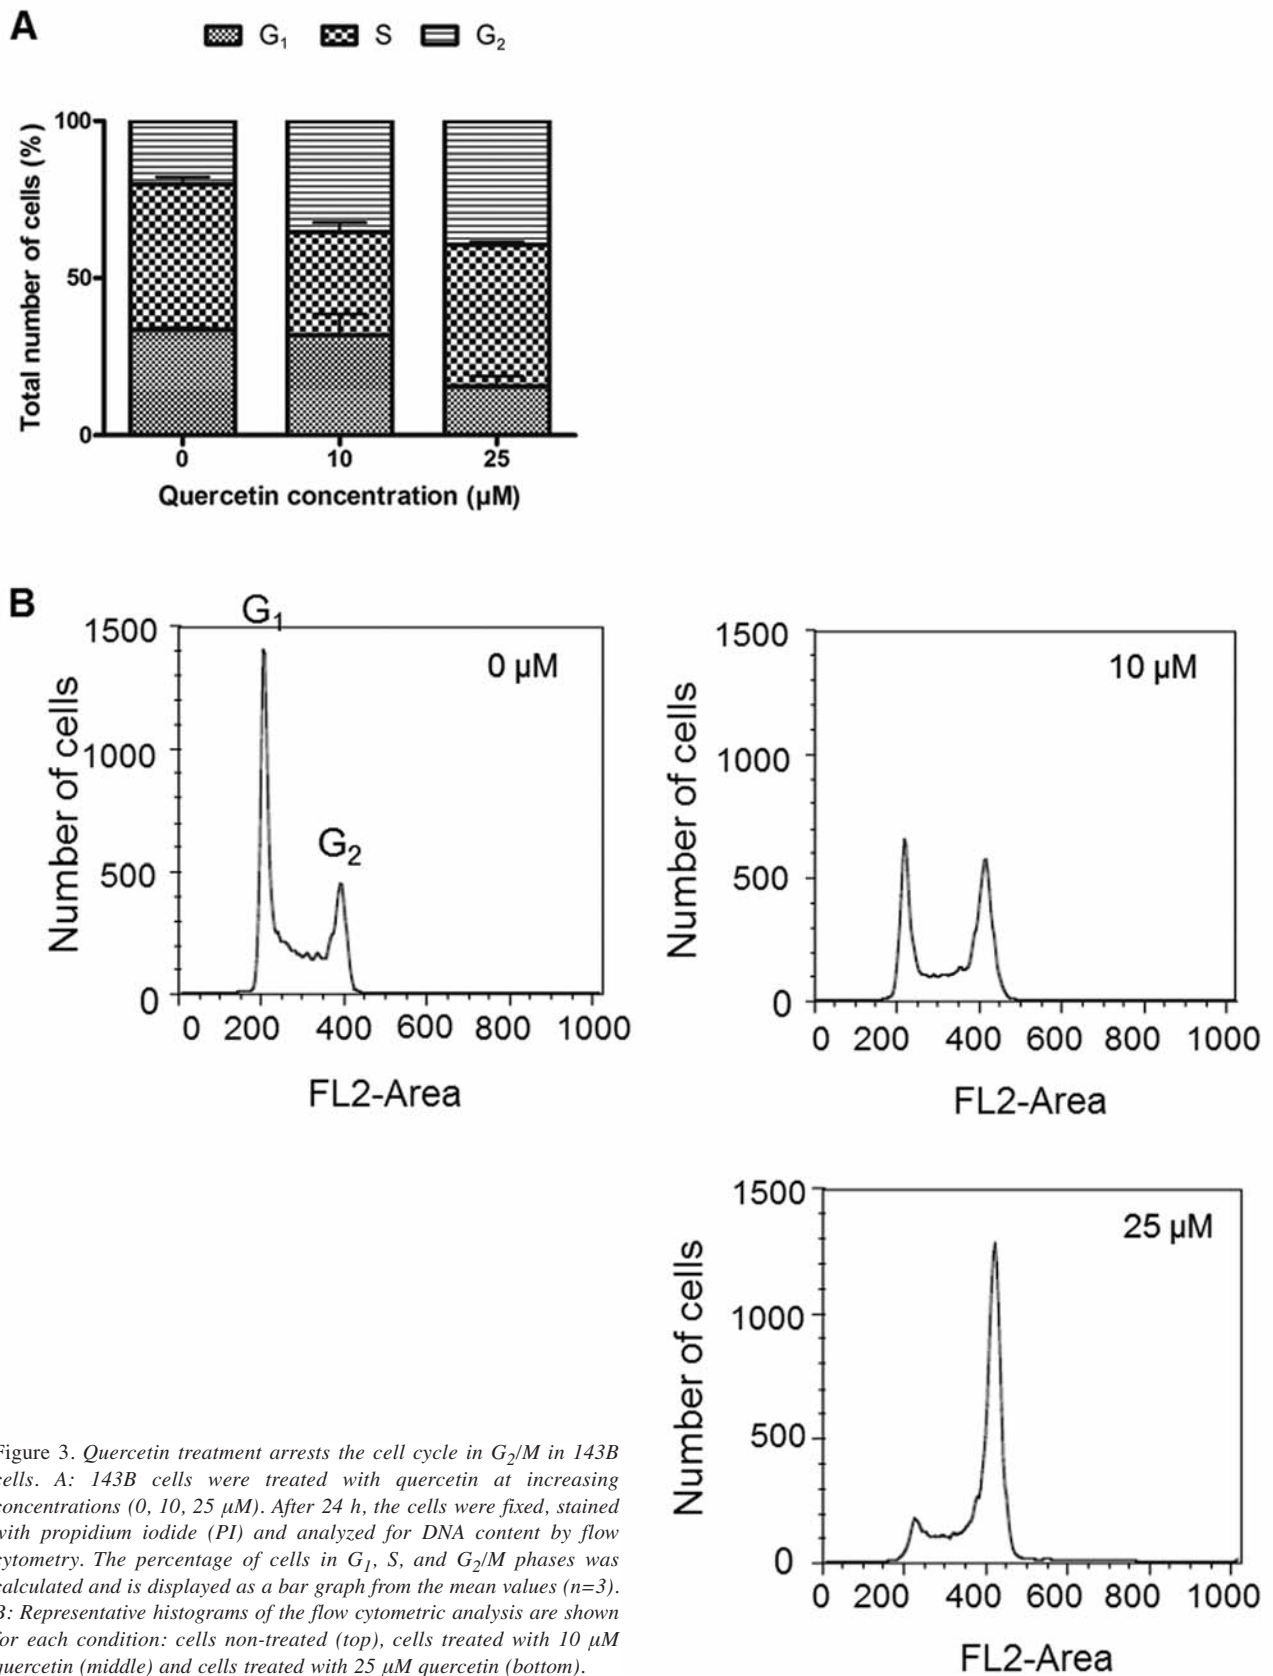 A
G1 S G2
Total number of cells (%)
100
50
0
0 10 25
Quercetin concentration (µM)
B
G1
G2
0 µM
Number of cells
1500
1000
500
0
0 200 400 600 800 1000
FL2-Area
10 µM
Number of cells
1500
1000
500
0
0 200 400 600 800 1000
FL2-Area
25 µM
Number of cells
1500
1000
500
0
0 200 400 600 800 1000
FL2-Area
Figure 3. Quercetin treatment arrests the cell cycle in G2/M in 143B
cells. A: 143B cells were treated with quercetin at increasing
concentrations (0, 10, 25 µM). After 24 h, the cells were fixed, stained
with propidium iodide (PI) and analyzed for DNA content by flow
cytometry. The percentage of cells in G1, S, and G2/M phases was
calculated and is displayed as a bar graph from the mean values (n=3).
B: Representative histograms of the flow cytometric analysis are shown
for each condition: cells non-treated (top), cells treated with 10 µM
quercetin (middle) and cells treated with 25 µM quercetin (bottom).